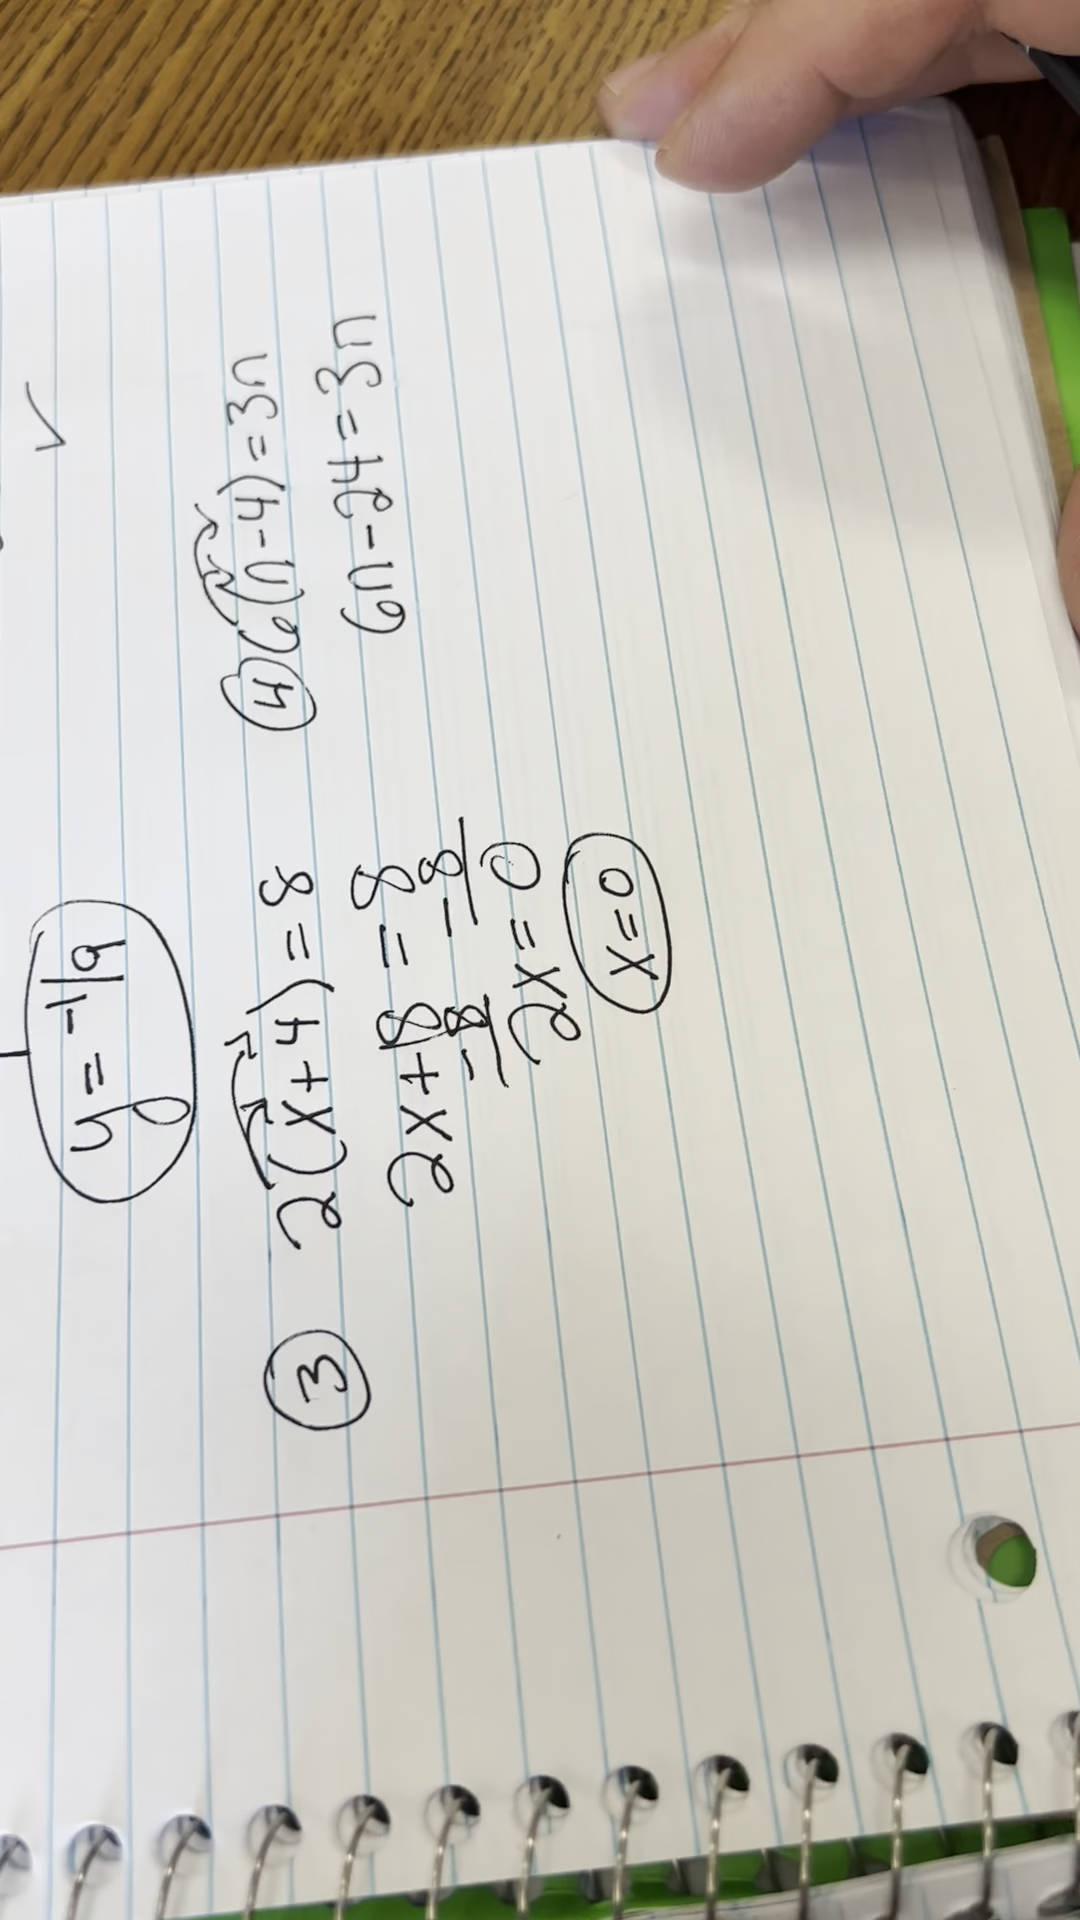 y = -1/9
③ 2(x+4) = 8
2x+8 = 8
-8 -8
2x = 0
x = 0
④ 6(n-4) = 3n
6n-24 = 3n